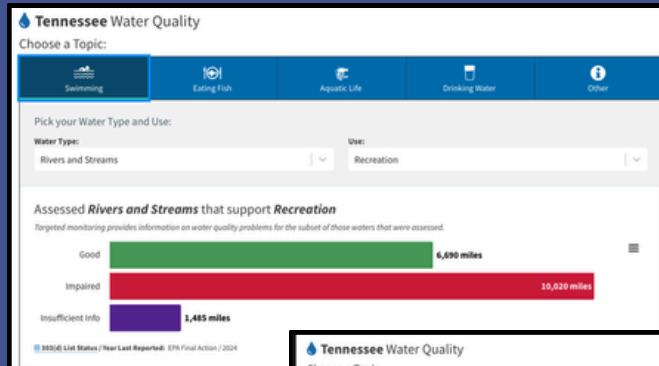 Tennessee Water Quality
Choose a Topic:
Swimming Eating Fish Aquatic Life Drinking Water Other
Pick your Water Type and Use:
Water Type: Use:
Rivers and Streams Recreation
Assessed Rivers and Streams that support Recreation
Targeted monitoring provides information on water quality problems for the subset of those waters that were assessed.
Good 6,690 miles
Impaired 10,020 miles
Insufficient Info 1,485 miles
303(d) List Status / Year Last Reported: EPA Final Action / 2024
Tennessee Water Quality